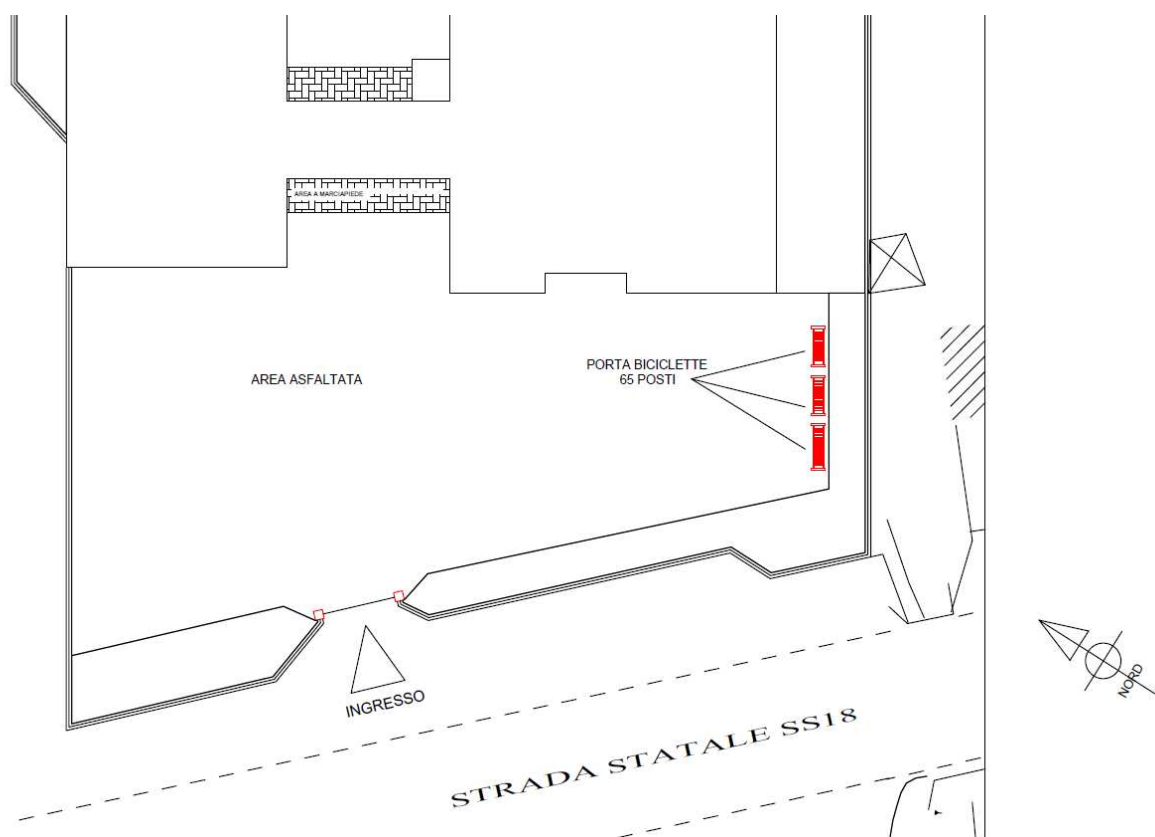 AREA A MARCIAPIEDE
AREA ASFALTATA
PORTA BICICLETTE
65 POSTI
INGRESSO
NORD
STRADA STATALE SS18